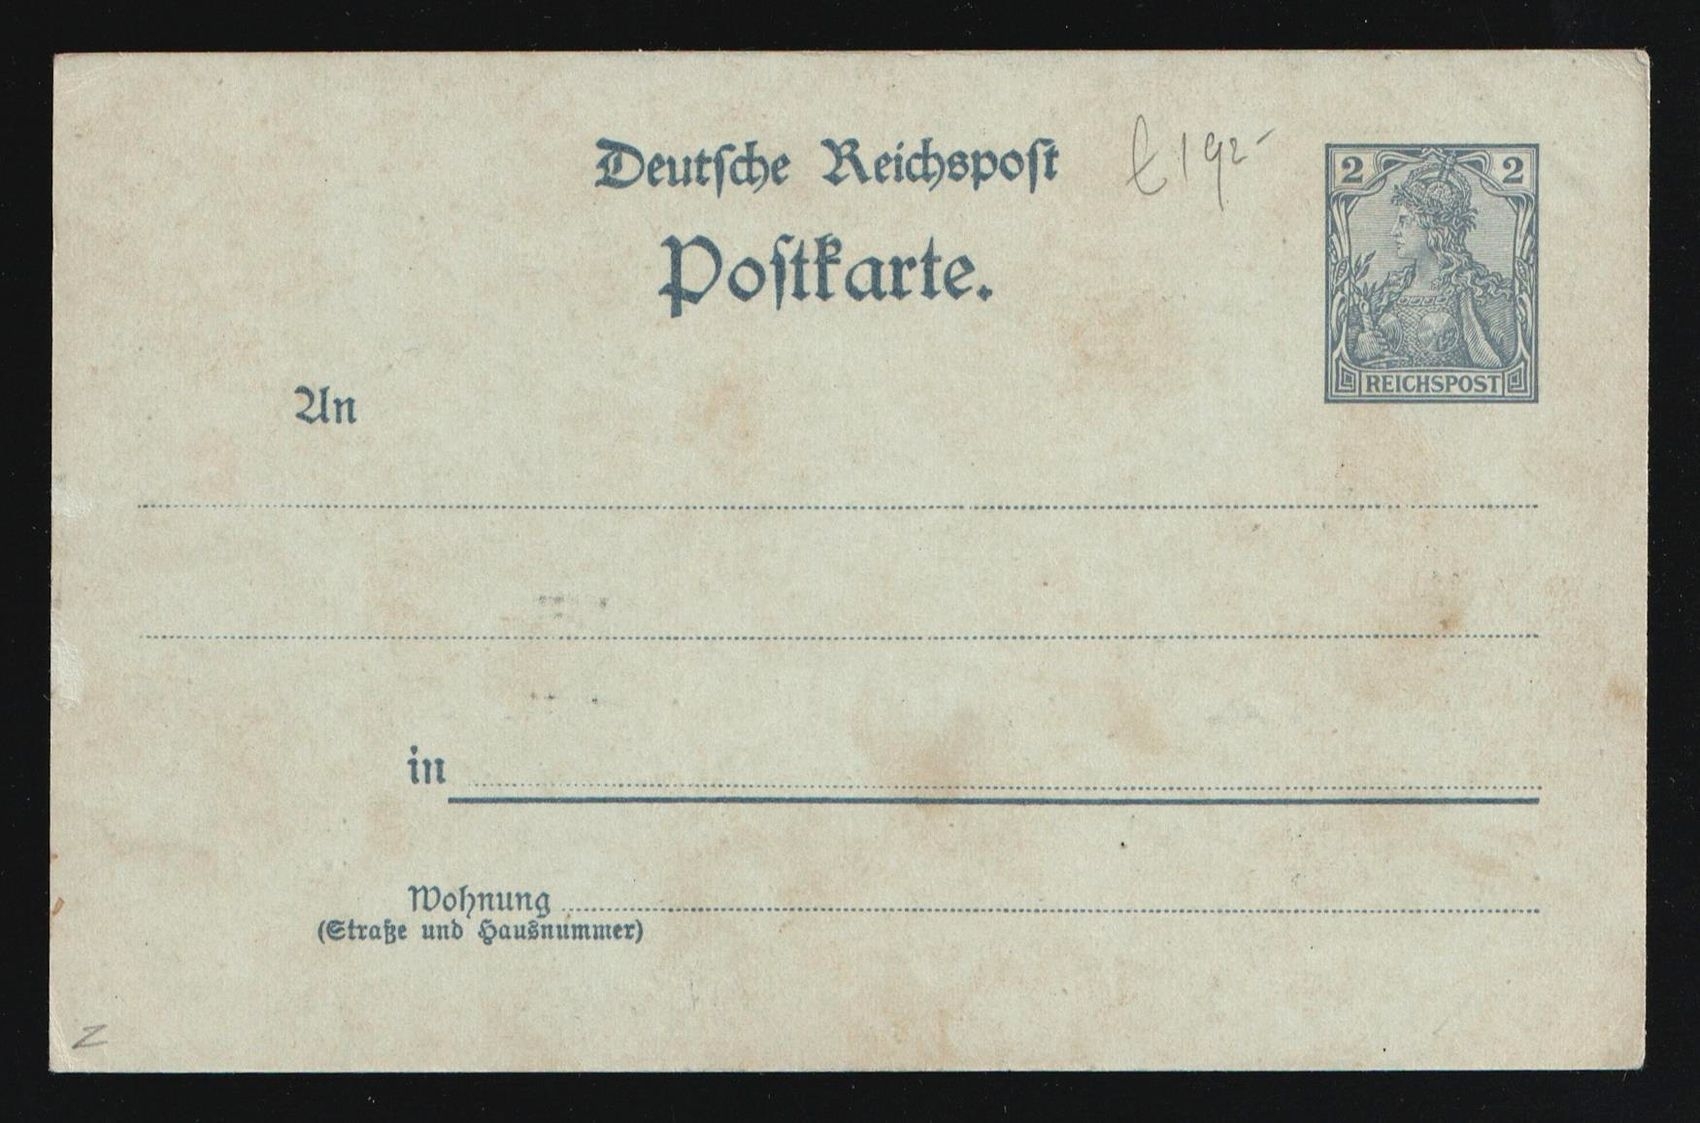 Deutsche Reichspost
192-
2 2
Postkarte.
REICHSPOST
An
in
Wohnung
(Straße und Hausnummer)
Z